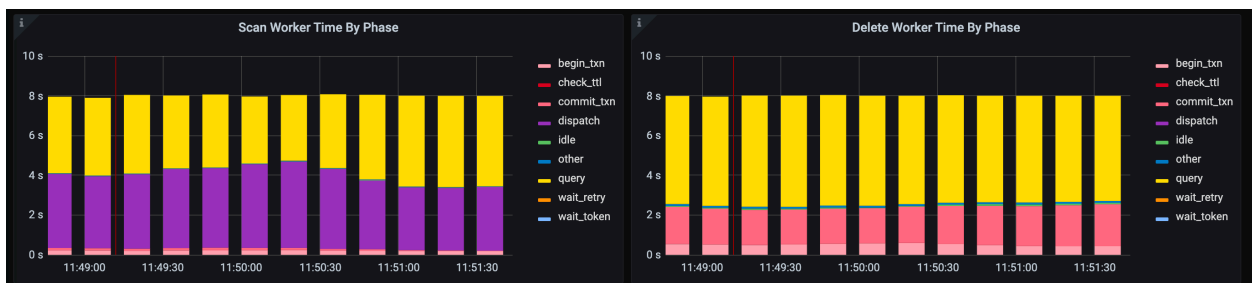 Scan Worker Time By Phase
10 s
8 s
6 s
4 s
2 s
0 s
11:49:00 11:49:30 11:50:00 11:50:30 11:51:00 11:51:30
begin_txn
check_ttl
commit_txn
dispatch
idle
other
query
wait_retry
wait_token
Delete Worker Time By Phase
10 s
8 s
6 s
4 s
2 s
0 s
11:49:00 11:49:30 11:50:00 11:50:30 11:51:00 11:51:30
begin_txn
check_ttl
commit_txn
dispatch
idle
other
query
wait_retry
wait_token